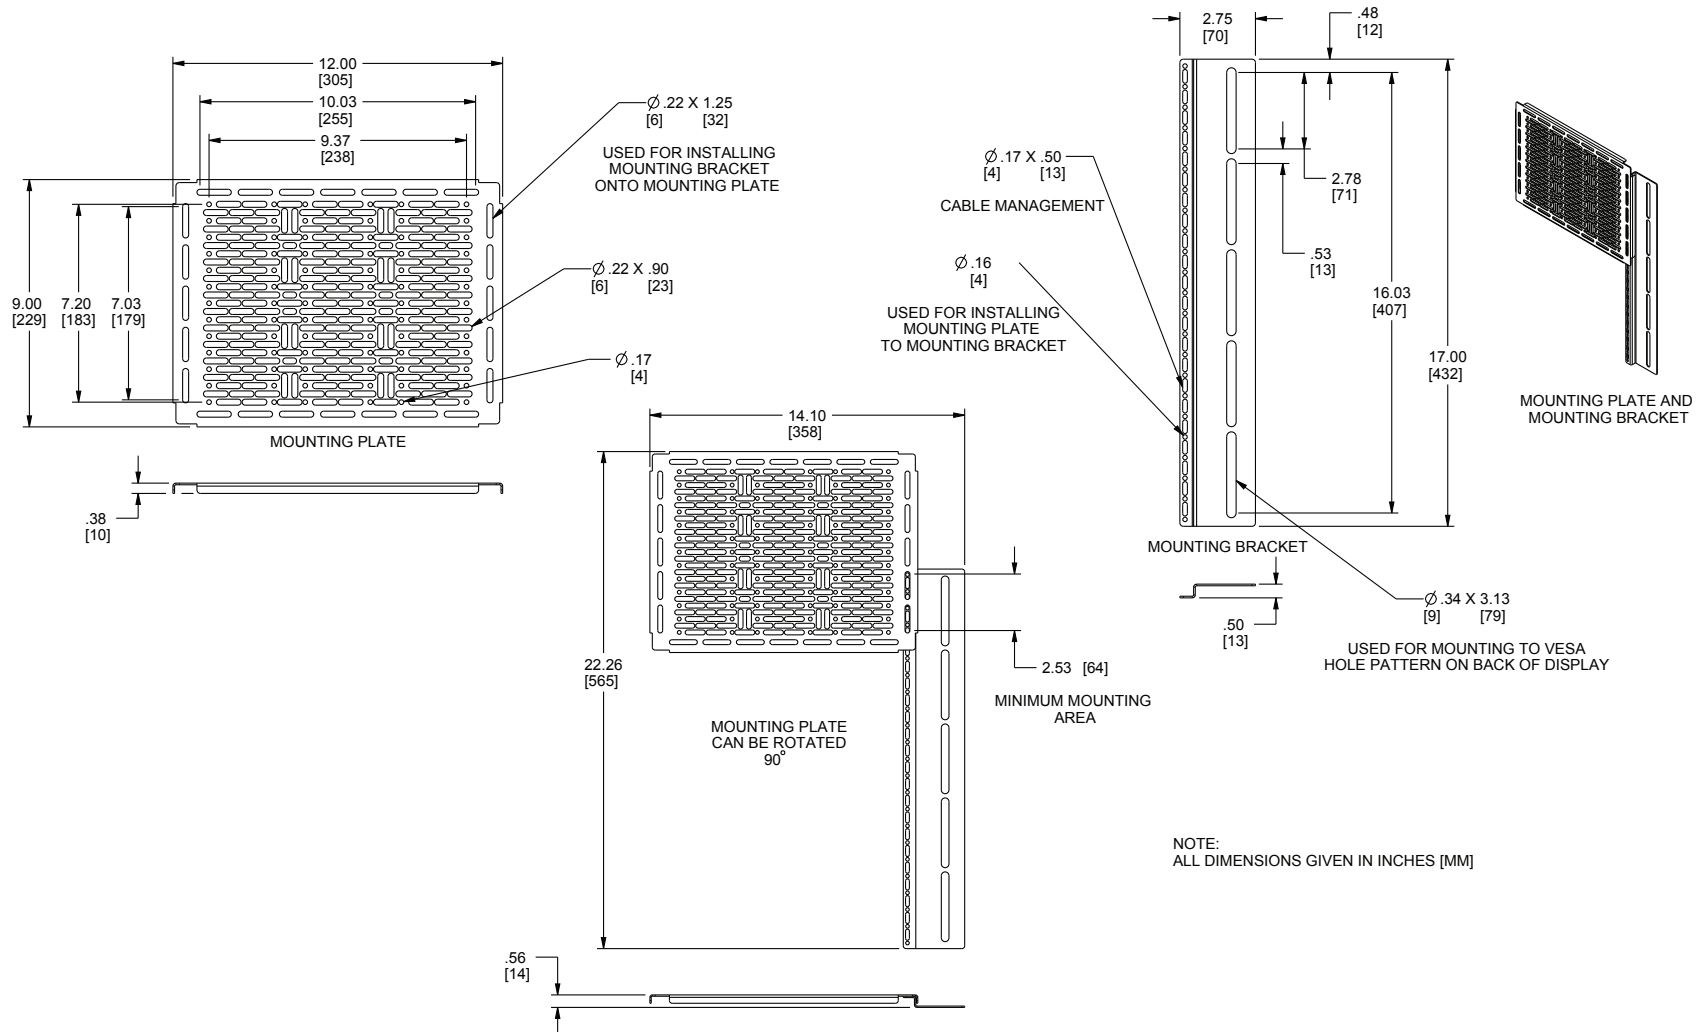 12.00
[305]
10.03
[255]
9.37
[238]
9.00
[229]
7.20
[183]
7.03
[179]
Ø .22 X 1.25
[6] [32]
USED FOR INSTALLING
MOUNTING BRACKET
ONTO MOUNTING PLATE
Ø .22 X .90
[6] [23]
Ø .17
[4]
MOUNTING PLATE
.38
[10]
2.75
[70]
.48
[12]
Ø .17 X .50
[4] [13]
CABLE MANAGEMENT
Ø .16
[4]
USED FOR INSTALLING
MOUNTING PLATE
TO MOUNTING BRACKET
2.78
[71]
.53
[13]
16.03
[407]
17.00
[432]
MOUNTING BRACKET
.50
[13]
Ø .34 X 3.13
[9] [79]
USED FOR MOUNTING TO VESA
HOLE PATTERN ON BACK OF DISPLAY
MOUNTING PLATE AND
MOUNTING BRACKET
14.10
[358]
22.26
[565]
2.53 [64]
MINIMUM MOUNTING
AREA
MOUNTING PLATE
CAN BE ROTATED
90°
.56
[14]
NOTE:
ALL DIMENSIONS GIVEN IN INCHES [MM]